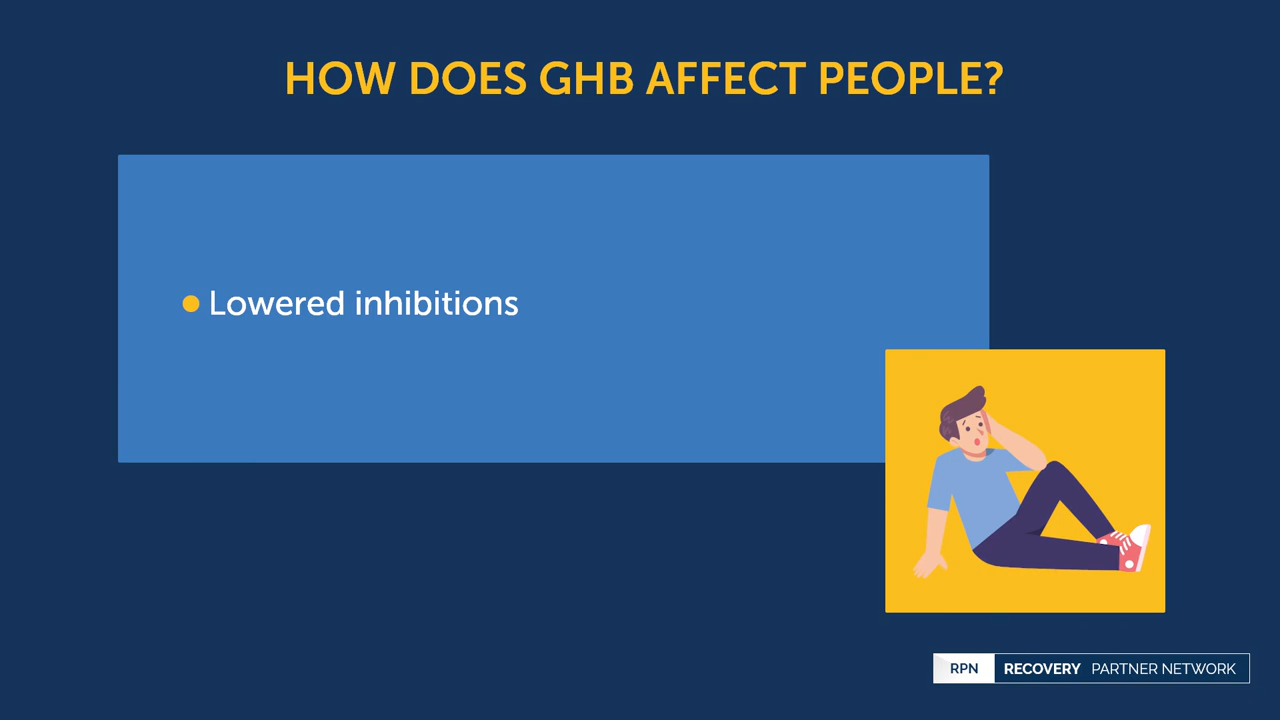 HOW DOES GHB AFFECT PEOPLE?
Lowered inhibitions
RPN RECOVERY PARTNER NETWORK